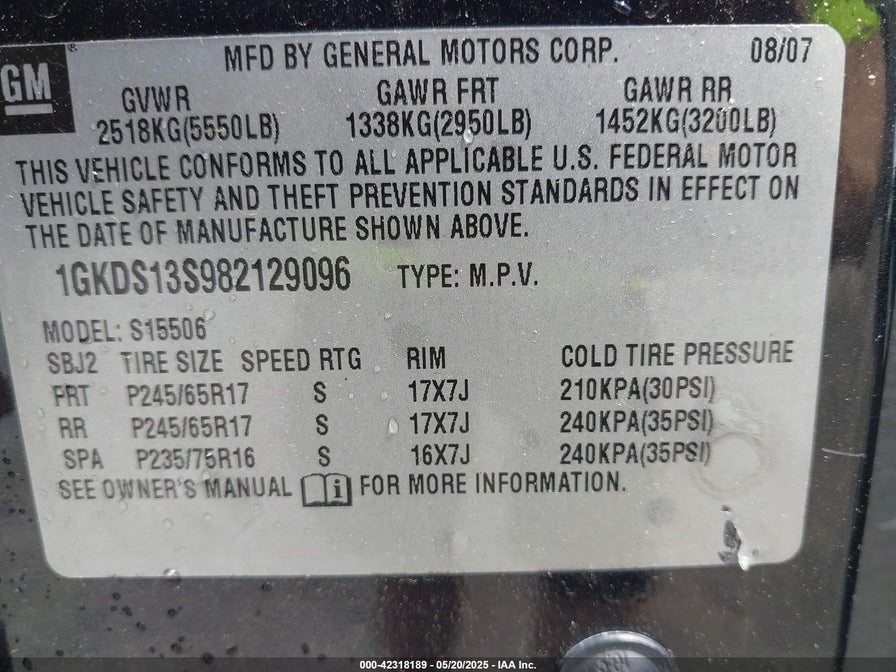 GM
MFD BY GENERAL MOTORS CORP. 08/07
GVWR GAWR FRT GAWR RR
2518KG(5550LB) 1338KG(2950LB) 1452KG(3200LB)
THIS VEHICLE CONFORMS TO ALL APPLICABLE U.S. FEDERAL MOTOR
VEHICLE SAFETY AND THEFT PREVENTION STANDARDS IN EFFECT ON
THE DATE OF MANUFACTURE SHOWN ABOVE.
1GKDS13S982129096 TYPE: M.P.V.
MODEL: S15506
SBJ2 TIRE SIZE SPEED RTG RIM COLD TIRE PRESSURE
FRT P245/65R17 S 17X7J 210KPA(30PSI)
RR P245/65R17 S 17X7J 240KPA(35PSI)
SPA P235/75R16 S 16X7J 240KPA(35PSI)
SEE OWNER'S MANUAL i FOR MORE INFORMATION.
000-42318189 - 05/20/2025 - IAA Inc.